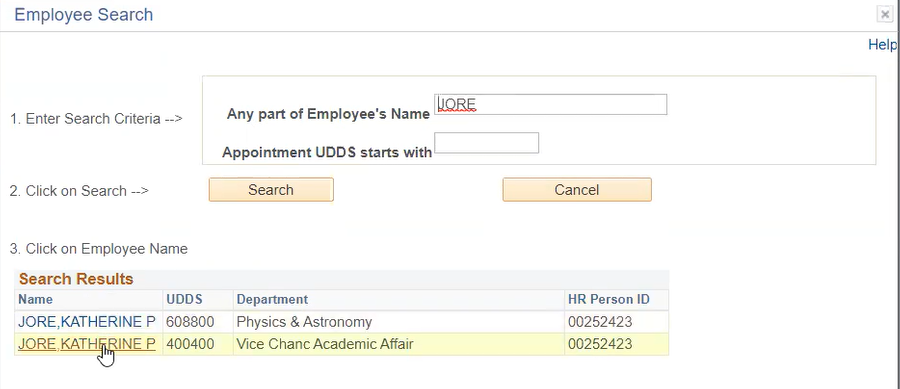 Employee Search
Help
Any part of Employee's Name JORE
1. Enter Search Criteria -->
Appointment UDDS starts with
2. Click on Search --> Search Cancel
3. Click on Employee Name
Search Results
Name UDDS Department HR Person ID
JORE,KATHERINE P 608800 Physics & Astronomy 00252423
JORE,KATHERINE P 400400 Vice Chanc Academic Affair 00252423